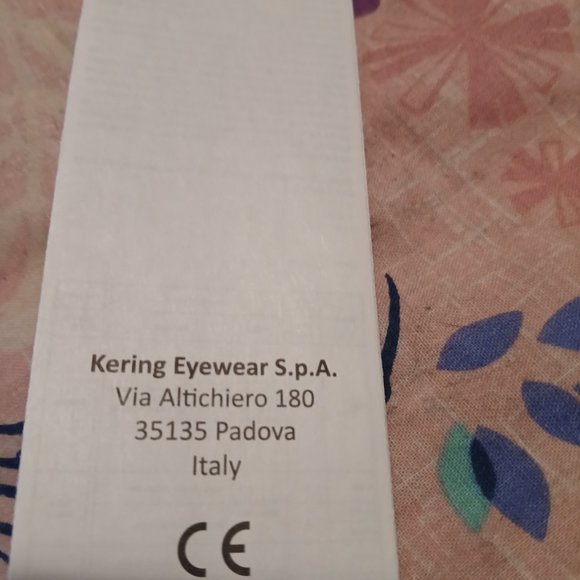 Kering Eyewear S.p.A.
Via Altichiero 180
35135 Padova
Italy
CE